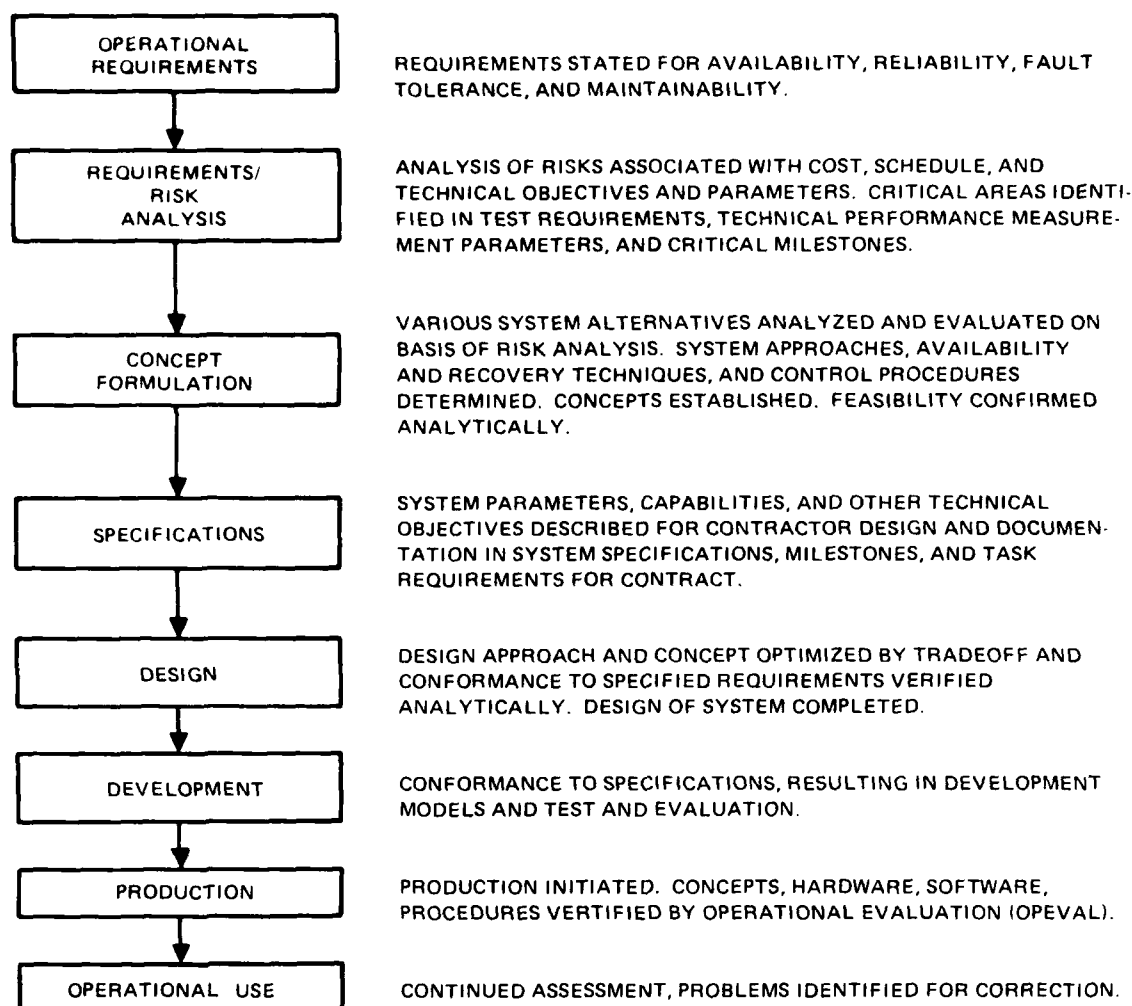 OPERATIONAL
REQUIREMENTS
REQUIREMENTS STATED FOR AVAILABILITY, RELIABILITY, FAULT
TOLERANCE, AND MAINTAINABILITY.
REQUIREMENTS/
RISK
ANALYSIS
ANALYSIS OF RISKS ASSOCIATED WITH COST, SCHEDULE, AND
TECHNICAL OBJECTIVES AND PARAMETERS. CRITICAL AREAS IDENTI-
FIED IN TEST REQUIREMENTS, TECHNICAL PERFORMANCE MEASURE-
MENT PARAMETERS, AND CRITICAL MILESTONES.
CONCEPT
FORMULATION
VARIOUS SYSTEM ALTERNATIVES ANALYZED AND EVALUATED ON
BASIS OF RISK ANALYSIS. SYSTEM APPROACHES, AVAILABILITY
AND RECOVERY TECHNIQUES, AND CONTROL PROCEDURES
DETERMINED. CONCEPTS ESTABLISHED. FEASIBILITY CONFIRMED
ANALYTICALLY.
SPECIFICATIONS
SYSTEM PARAMETERS, CAPABILITIES, AND OTHER TECHNICAL
OBJECTIVES DESCRIBED FOR CONTRACTOR DESIGN AND DOCUMEN-
TATION IN SYSTEM SPECIFICATIONS, MILESTONES, AND TASK
REQUIREMENTS FOR CONTRACT.
DESIGN
DESIGN APPROACH AND CONCEPT OPTIMIZED BY TRADEOFF AND
CONFORMANCE TO SPECIFIED REQUIREMENTS VERIFIED
ANALYTICALLY. DESIGN OF SYSTEM COMPLETED.
DEVELOPMENT
CONFORMANCE TO SPECIFICATIONS, RESULTING IN DEVELOPMENT
MODELS AND TEST AND EVALUATION.
PRODUCTION
PRODUCTION INITIATED. CONCEPTS, HARDWARE, SOFTWARE,
PROCEDURES VERTIFIED BY OPERATIONAL EVALUATION (OPEVAL).
OPERATIONAL USE
CONTINUED ASSESSMENT, PROBLEMS IDENTIFIED FOR CORRECTION.